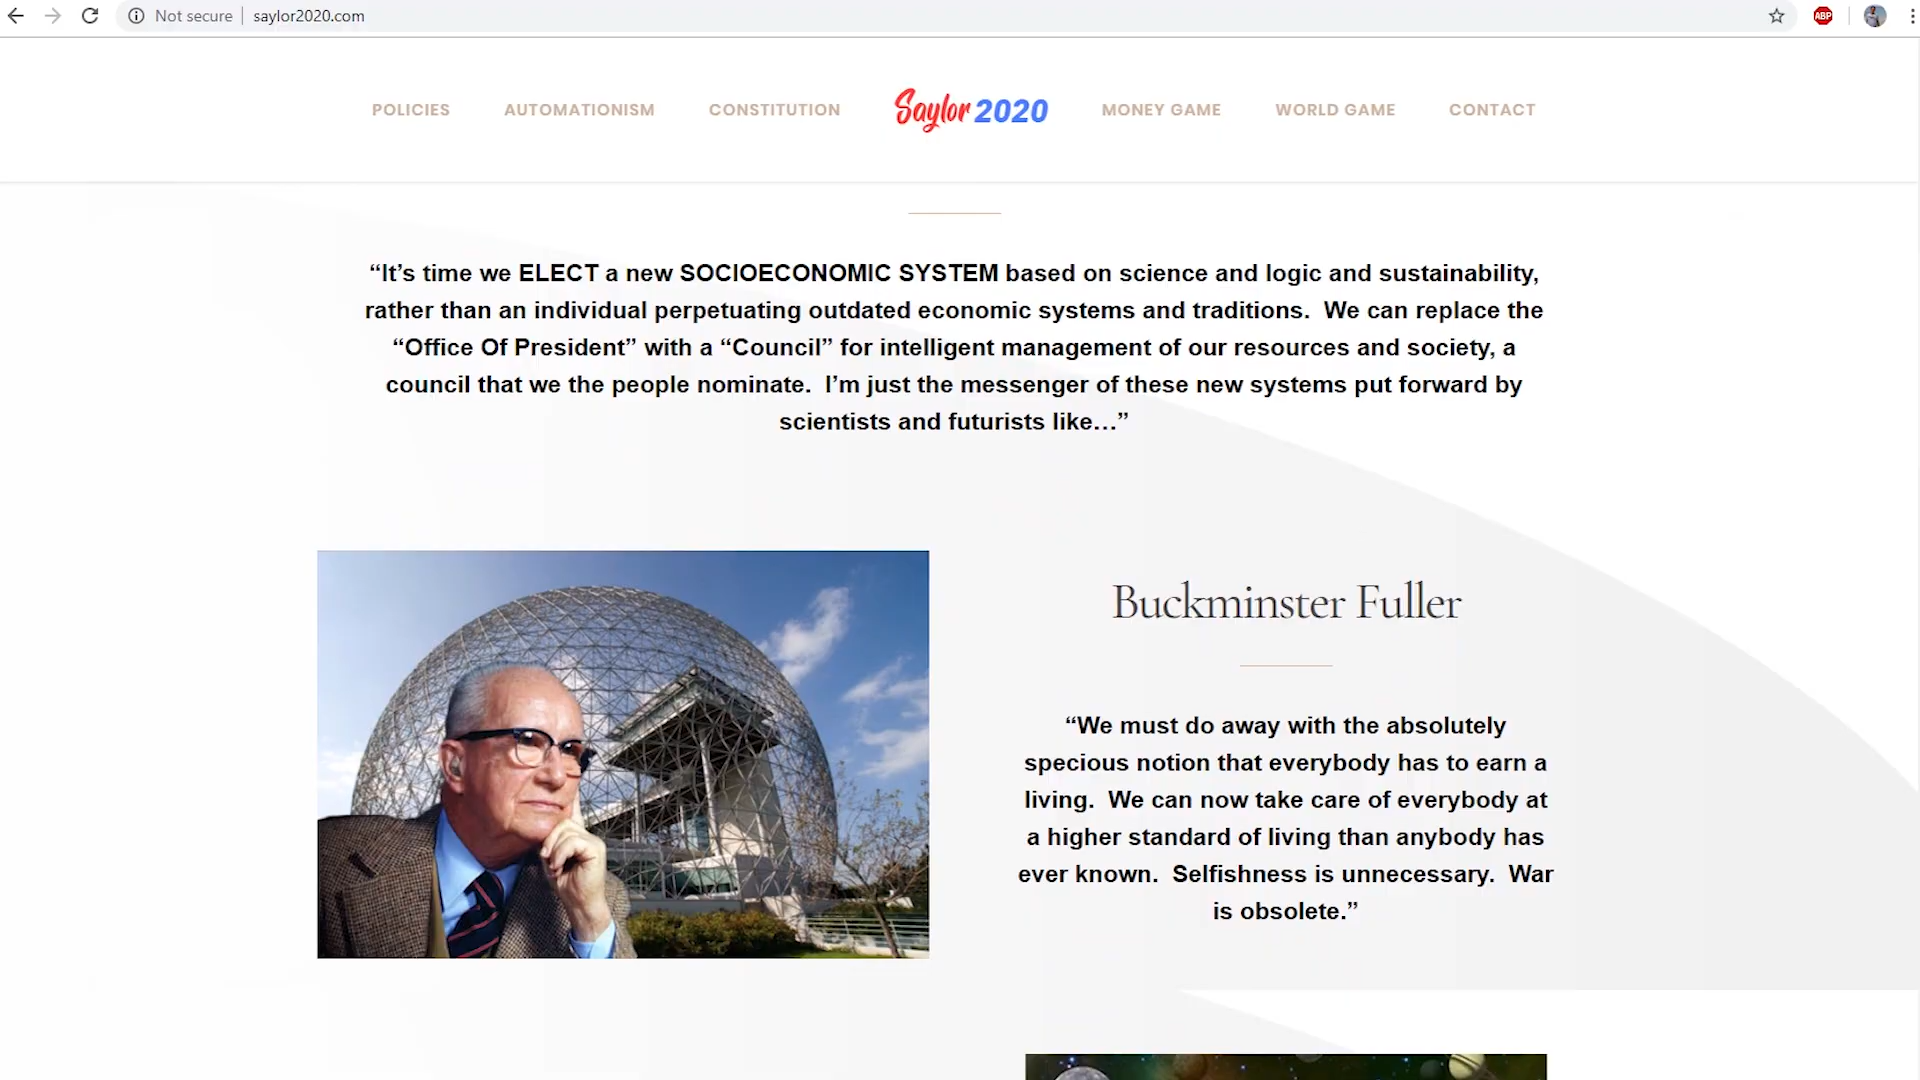 Not secure | saylor2020.com
ABP
POLICIES AUTOMATIONISM CONSTITUTION Saylor 2020 MONEY GAME WORLD GAME CONTACT
“It’s time we ELECT a new SOCIOECONOMIC SYSTEM based on science and logic and sustainability,
rather than an individual perpetuating outdated economic systems and traditions.  We can replace the
“Office Of President” with a “Council” for intelligent management of our resources and society, a
council that we the people nominate.  I’m just the messenger of these new systems put forward by
scientists and futurists like…”
Buckminster Fuller
“We must do away with the absolutely
specious notion that everybody has to earn a
living.  We can now take care of everybody at
a higher standard of living than anybody has
ever known.  Selfishness is unnecessary.  War
is obsolete.”